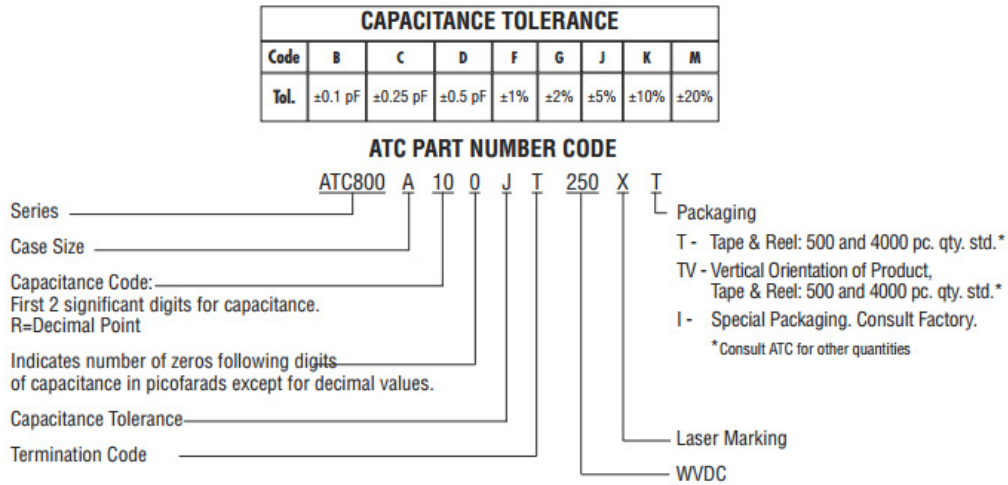 CAPACITANCE TOLERANCE
Code B C D F G J K M
Tol. ±0.1 pF ±0.25 pF ±0.5 pF ±1% ±2% ±5% ±10% ±20%
ATC PART NUMBER CODE
ATC800 A 10 0 J T 250 X T
Series
Case Size
Capacitance Code:
First 2 significant digits for capacitance.
R=Decimal Point
Indicates number of zeros following digits
of capacitance in picofarads except for decimal values.
Capacitance Tolerance
Termination Code
Packaging
T - Tape & Reel: 500 and 4000 pc. qty. std.*
TV - Vertical Orientation of Product,
Tape & Reel: 500 and 4000 pc. qty. std.*
I - Special Packaging. Consult Factory.
*Consult ATC for other quantities
Laser Marking
WVDC